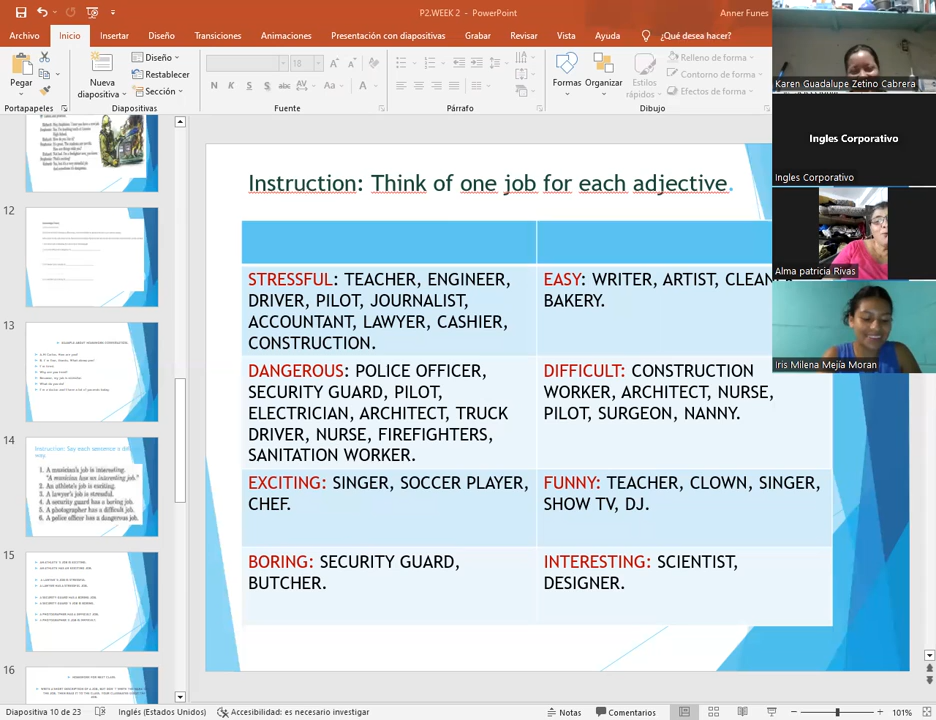 P2.WEEK 2 - PowerPoint
Anner Funes
Archivo Inicio Insertar Diseño Transiciones Animaciones Presentación con diapositivas Grabar Revisar Vista Ayuda ¿Qué desea hacer?
Pegar
Nueva
diapositiva
Diseño
Restablecer
Sección
18
N K S abc AV Aa A
Formas Organizar Estilos
rápidos
Relleno de forma
Contorno de forma
Efectos de forma
Portapapeles Diapositivas Fuente Párrafo Dibujo
Karen Guadalupe Zetino Cabrera
Ingles Corporativo
Ingles Corporativo
Alma patricia Rivas
Iris Milena Mejía Moran
12
13
14
Instruction: Say each sentence a
way.
1. A musician's job is interesting.
"A musician has an interesting job."
2. An athlete's job is exciting.
3. A lawyer's job is stressful.
4. A security guard has a boring job.
5. A photographer has a difficult job.
6. A police officer has a dangerous job.
15
16
Instruction: Think of one job for each adjective.
STRESSFUL: TEACHER, ENGINEER,
DRIVER, PILOT, JOURNALIST,
ACCOUNTANT, LAWYER, CASHIER,
CONSTRUCTION.
EASY: WRITER, ARTIST, CLEAN
BAKERY.
DANGEROUS: POLICE OFFICER,
SECURITY GUARD, PILOT,
ELECTRICIAN, ARCHITECT, TRUCK
DRIVER, NURSE, FIREFIGHTERS,
SANITATION WORKER.
DIFFICULT: CONSTRUCTION
WORKER, ARCHITECT, NURSE,
PILOT, SURGEON, NANNY.
EXCITING: SINGER, SOCCER PLAYER,
CHEF.
FUNNY: TEACHER, CLOWN, SINGER,
SHOW TV, DJ.
BORING: SECURITY GUARD,
BUTCHER.
INTERESTING: SCIENTIST,
DESIGNER.
Diapositiva 10 de 23 Inglés (Estados Unidos) Accesibilidad: es necesario investigar Notas Comentarios 101%